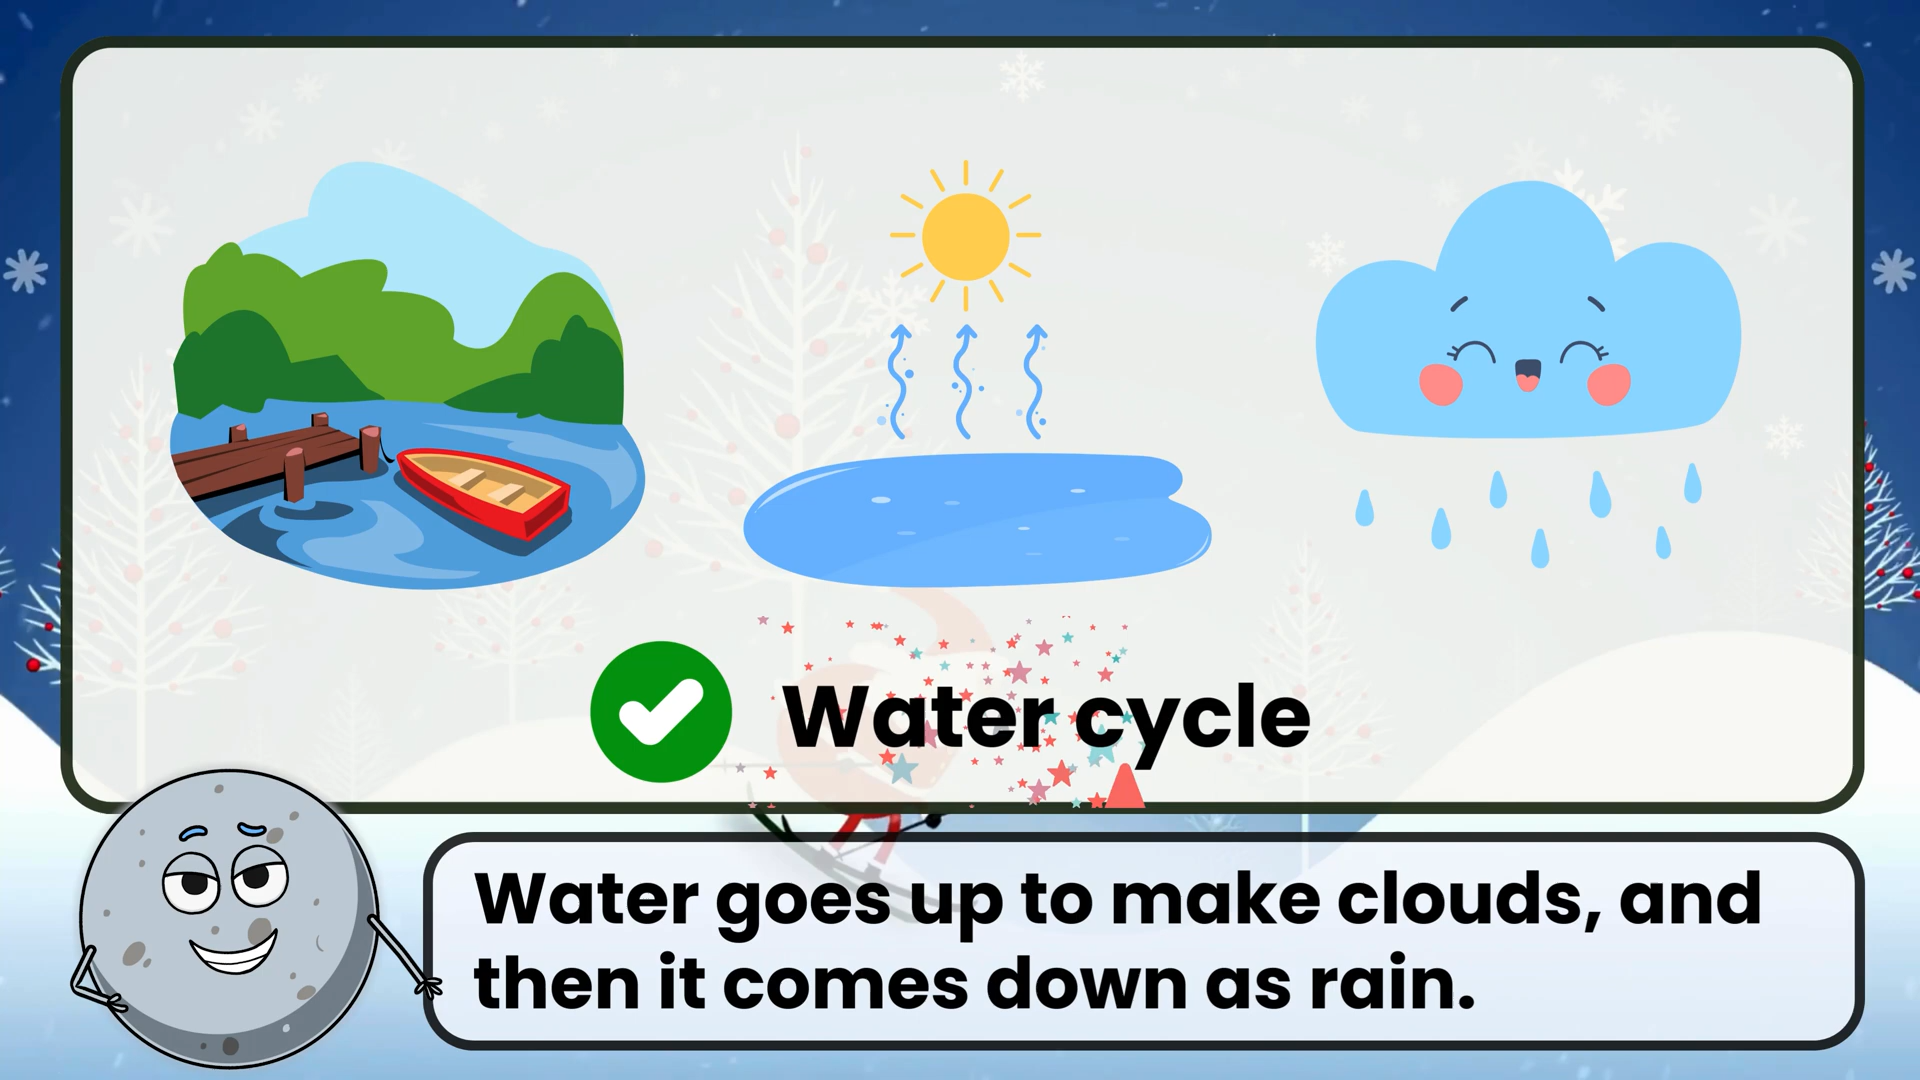 Water cycle
Water goes up to make clouds, and
then it comes down as rain.